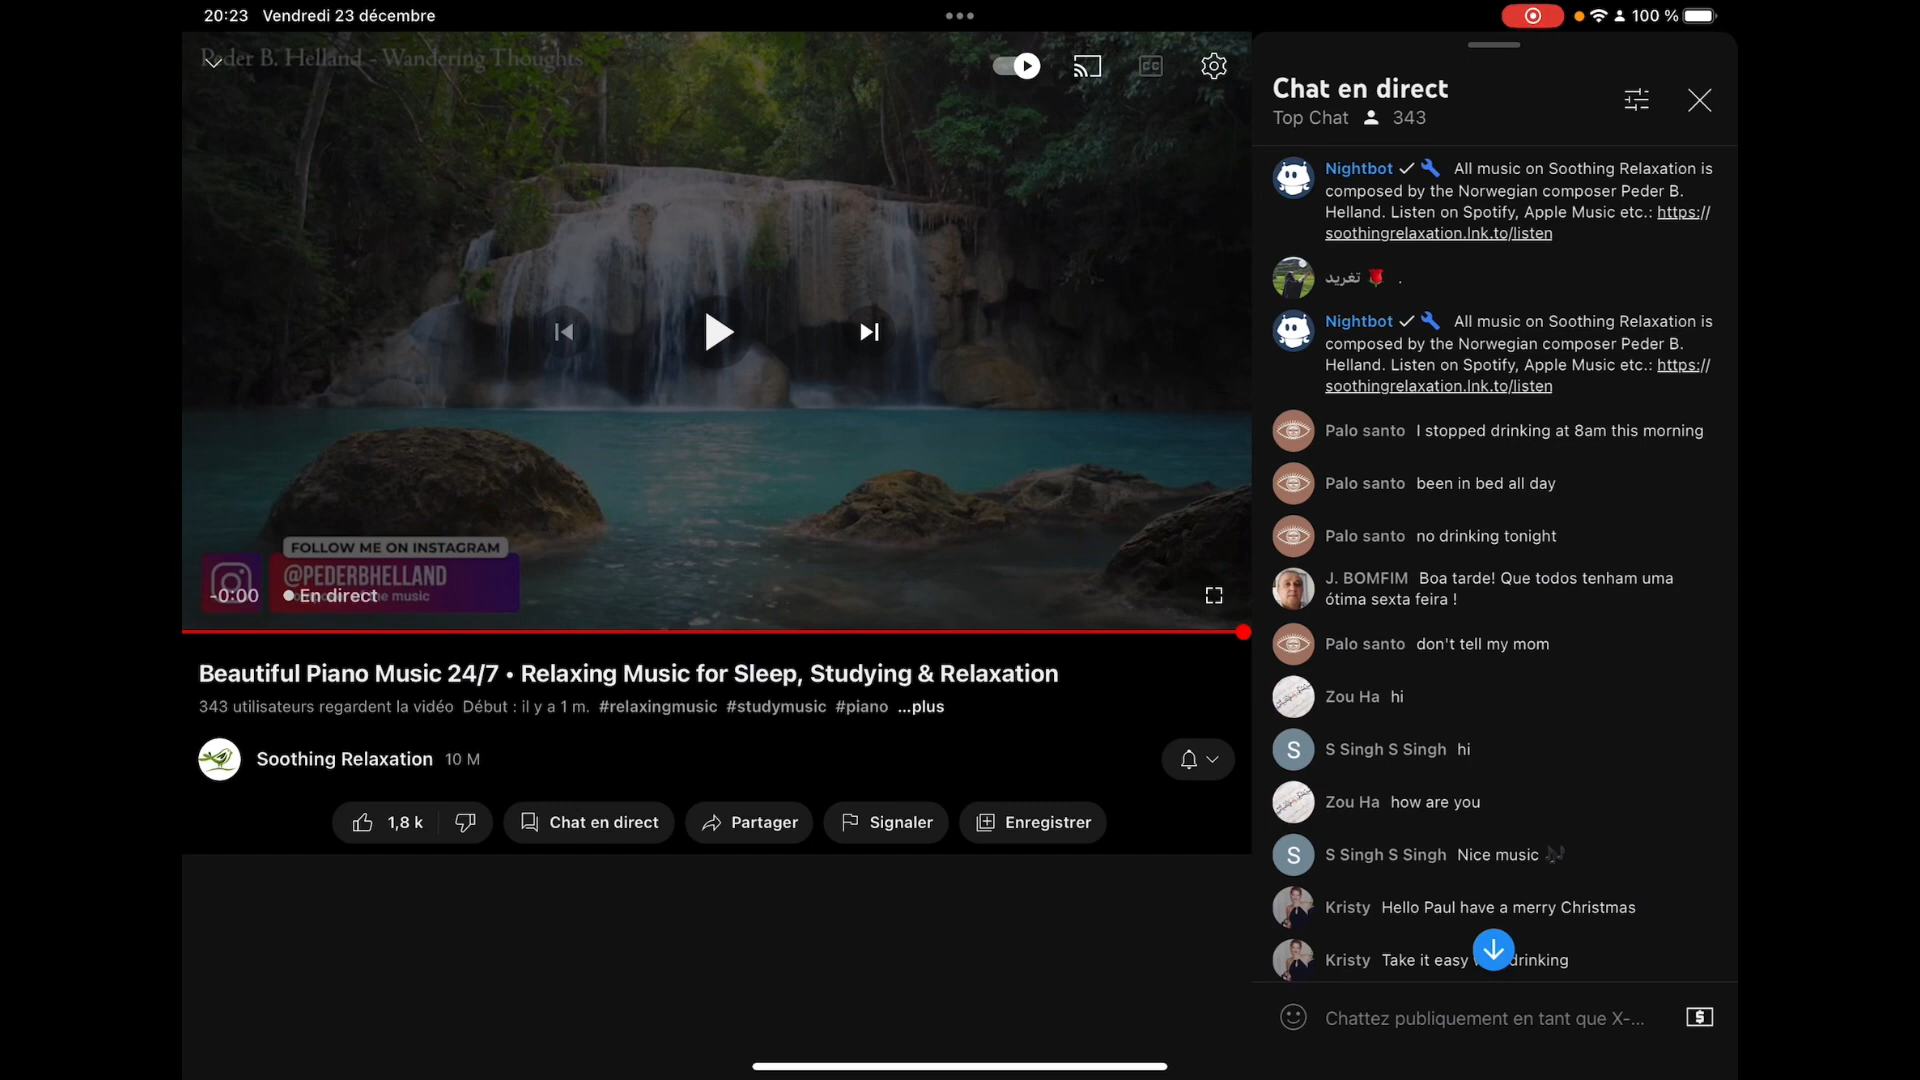 20:23 Vendredi 23 décembre
100 %
Peder B. Helland - Wandering Thoughts
CC
FOLLOW ME ON INSTAGRAM
@PEDERBHELLAND
music
-0:00 En direct
Beautiful Piano Music 24/7 • Relaxing Music for Sleep, Studying & Relaxation
343 utilisateurs regardent la vidéo Début : il y a 1 m. #relaxingmusic #studymusic #piano ...plus
Soothing Relaxation 10 M
1,8 k
Chat en direct
Partager
Signaler
Enregistrer
Chat en direct
Top Chat 343
Nightbot All music on Soothing Relaxation is
composed by the Norwegian composer Peder B.
Helland. Listen on Spotify, Apple Music etc.: https://
soothingrelaxation.lnk.to/listen
تغريد🌹 .
Nightbot All music on Soothing Relaxation is
composed by the Norwegian composer Peder B.
Helland. Listen on Spotify, Apple Music etc.: https://
soothingrelaxation.lnk.to/listen
Palo santo I stopped drinking at 8am this morning
Palo santo been in bed all day
Palo santo no drinking tonight
J. BOMFIM Boa tarde! Que todos tenham uma
ótima sexta feira !
Palo santo don't tell my mom
Zou Ha hi
S S Singh S Singh hi
Zou Ha how are you
S S Singh S Singh Nice music 🎶
Kristy Hello Paul have a merry Christmas
Kristy Take it easy drinking
Chattez publiquement en tant que X-...